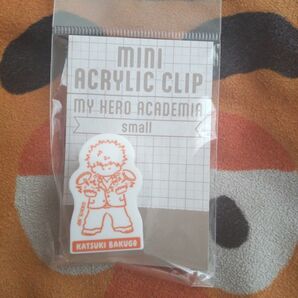 MINI
ACRYLIC CLIP
MY HERO ACADEMIA
small
KATSUKI BAKUGO